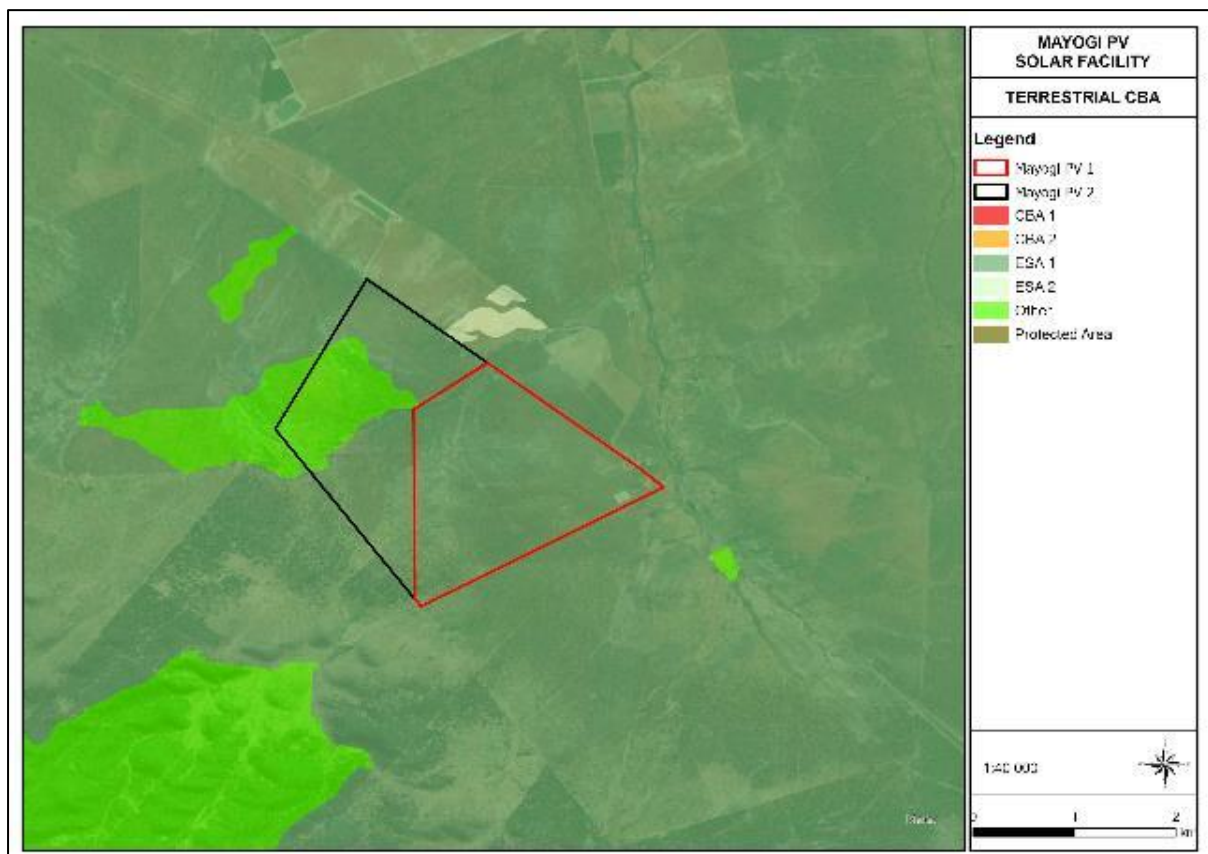 MAYOGI PV
SOLAR FACILITY
TERRESTRIAL CBA
Legend
Mayogi PV 1
Mayogi PV 2
CBA 1
CBA 2
ESA 1
ESA 2
Other
Protected Area
1:40 000
0 1 2
km